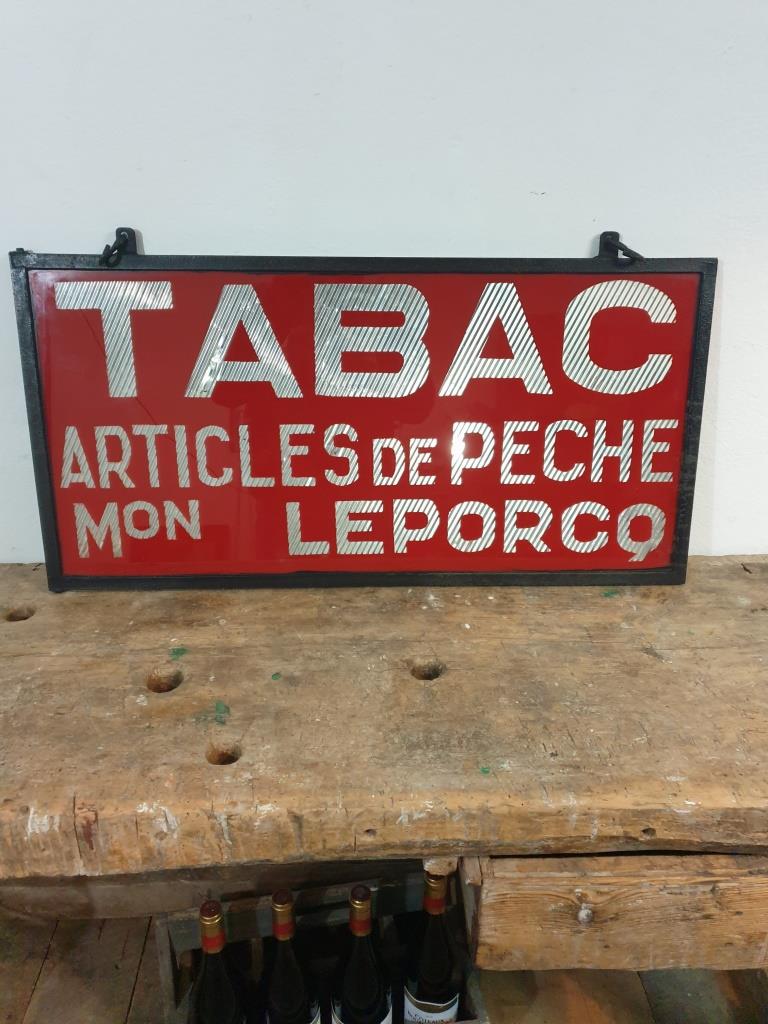 TABAC
ARTICLES DE PECHE
MON LEPORCQ